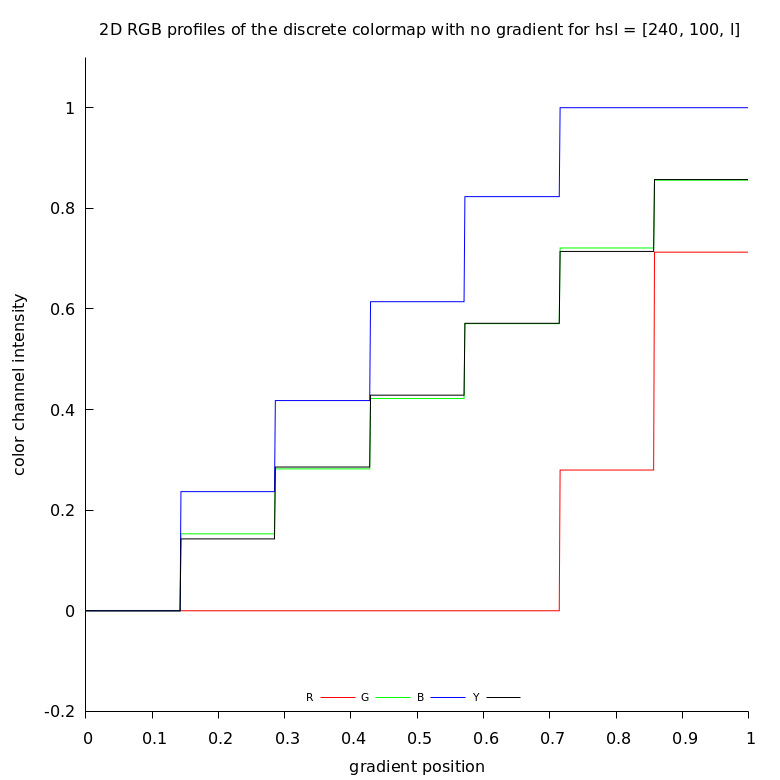 2D RGB profiles of the discrete colormap with no gradient for hsl = [240, 100, l]
color channel intensity
1
0.8
0.6
0.4
0.2
0
-0.2
R G B Y
0 0.1 0.2 0.3 0.4 0.5 0.6 0.7 0.8 0.9 1
gradient position